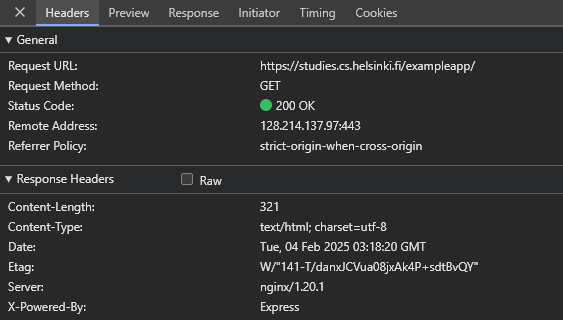 Headers Preview Response Initiator Timing Cookies
General
Request URL: https://studies.cs.helsinki.fi/exampleapp/
Request Method: GET
Status Code: 200 OK
Remote Address: 128.214.137.97:443
Referrer Policy: strict-origin-when-cross-origin
Response Headers Raw
Content-Length: 321
Content-Type: text/html; charset=utf-8
Date: Tue, 04 Feb 2025 03:18:20 GMT
Etag: W/"141-T/danxJCVua08jxAk4P+sdtBvQY"
Server: nginx/1.20.1
X-Powered-By: Express